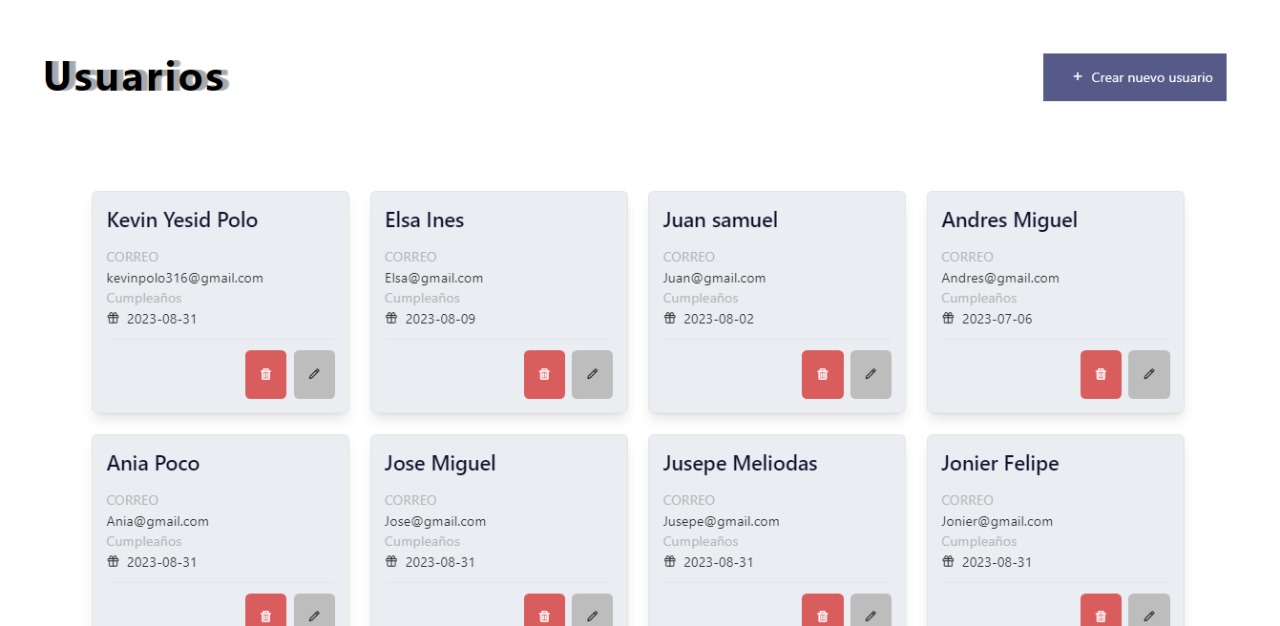 Usuarios
+ Crear nuevo usuario
Kevin Yesid Polo
CORREO
kevinpolo316@gmail.com
Cumpleaños
2023-08-31
Elsa Ines
CORREO
Elsa@gmail.com
Cumpleaños
2023-08-09
Juan samuel
CORREO
Juan@gmail.com
Cumpleaños
2023-08-02
Andres Miguel
CORREO
Andres@gmail.com
Cumpleaños
2023-07-06
Ania Poco
CORREO
Ania@gmail.com
Cumpleaños
2023-08-31
Jose Miguel
CORREO
Jose@gmail.com
Cumpleaños
2023-08-31
Jusepe Meliodas
CORREO
Jusepe@gmail.com
Cumpleaños
2023-08-31
Jonier Felipe
CORREO
Jonier@gmail.com
Cumpleaños
2023-08-31